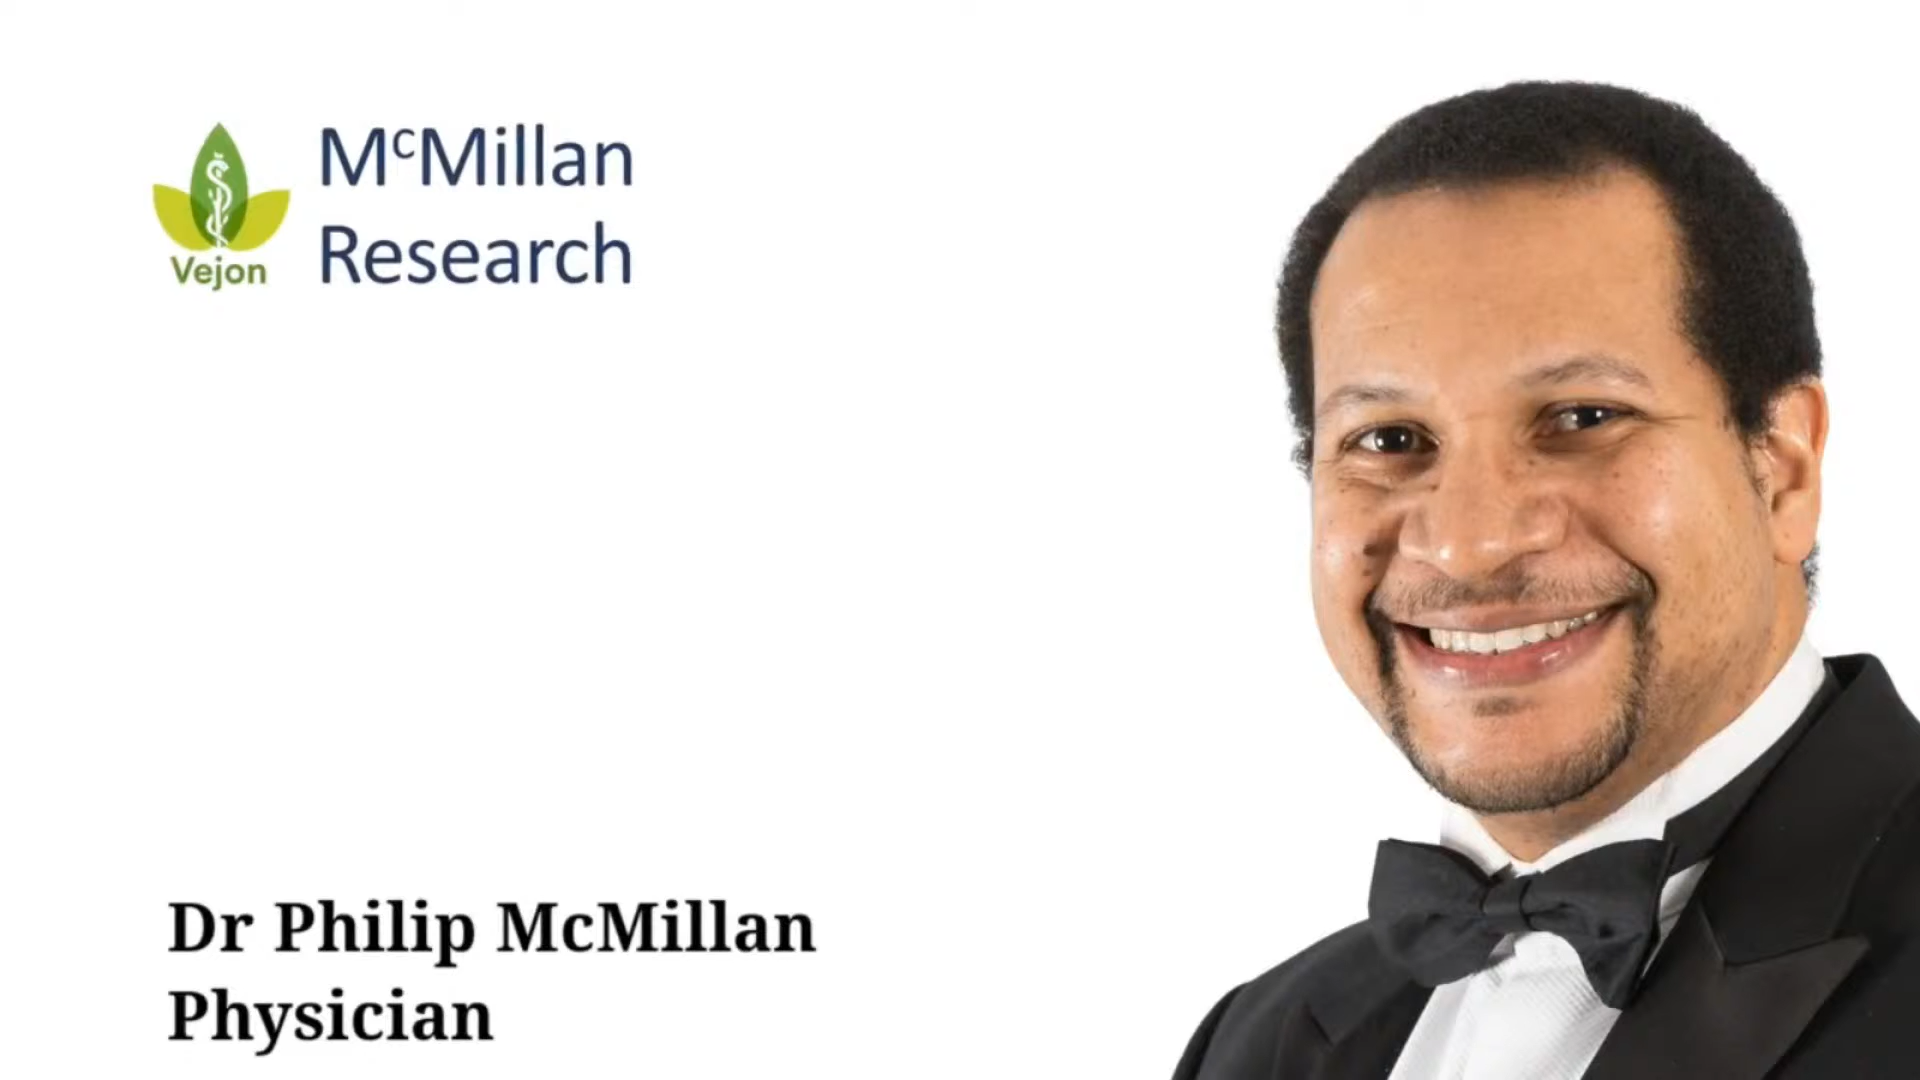 McMillan
Research
Vejon
Dr Philip McMillan
Physician